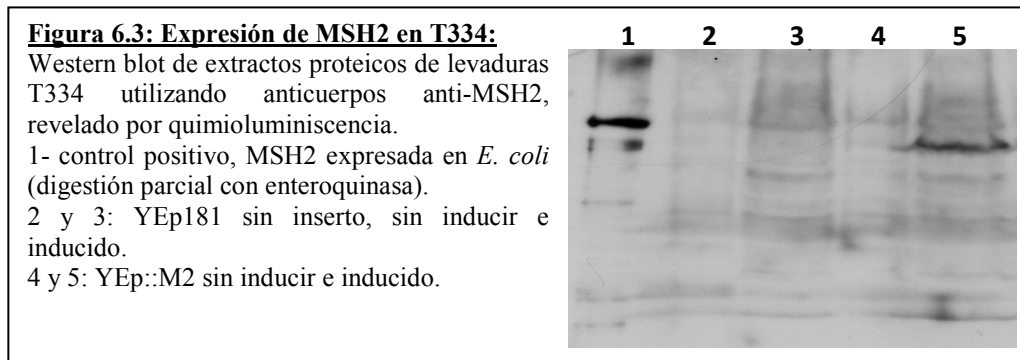 Figura 6.3: Expresión de MSH2 en T334:
Western blot de extractos proteicos de levaduras
T334 utilizando anticuerpos anti-MSH2,
revelado por quimioluminiscencia.
1- control positivo, MSH2 expresada en E. coli
(digestión parcial con enteroquinasa).
2 y 3: YEp181 sin inserto, sin inducir e
inducido.
4 y 5: YEp::M2 sin inducir e inducido.
1 2 3 4 5